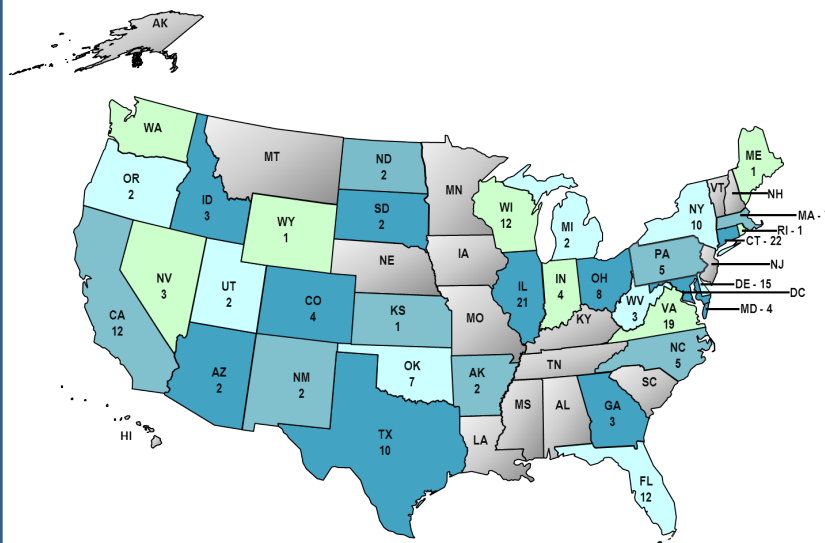 AK
WA
ME
1
MT
ND
2
VT
NH
OR
2
MN
ID
3
SD
2
WI
12
NY
10
MA -
MI
2
RI - 1
WY
1
CT - 22
IA
PA
5
NJ
NE
NV
3
UT
2
IL
21
IN
4
OH
8
DE - 15
DC
CO
4
WV
3
VA
19
MD - 4
CA
12
KS
1
MO
KY
NC
5
AZ
2
NM
2
OK
7
AK
2
TN
SC
MS
AL
GA
3
HI
TX
10
LA
FL
12